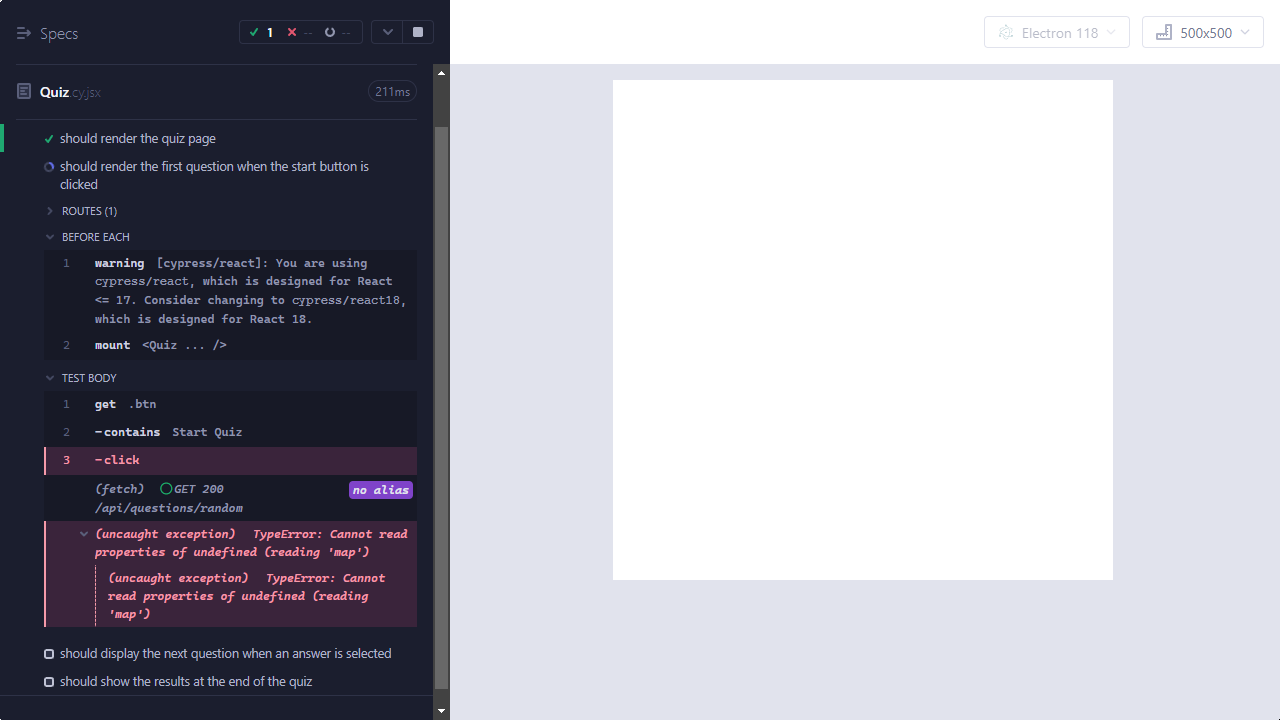 Specs
1 -- --
Electron 118
500x500
Quiz.cy.jsx
211ms
should render the quiz page
should render the first question when the start button is
clicked
ROUTES (1)
BEFORE EACH
1 warning [cypress/react]: You are using
cypress/react, which is designed for React
<= 17. Consider changing to cypress/react18,
which is designed for React 18.
2 mount <Quiz ... />
TEST BODY
1 get .btn
2 -contains Start Quiz
3 -click
(fetch) GET 200 no alias
/api/questions/random
(uncaught exception) TypeError: Cannot read
properties of undefined (reading 'map')
(uncaught exception) TypeError: Cannot
read properties of undefined (reading
'map')
should display the next question when an answer is selected
should show the results at the end of the quiz